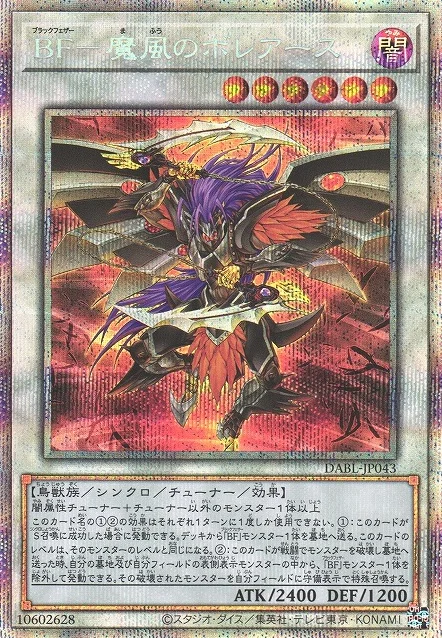 ブラックフェザー ま ふう
BF－魔風のボレアース
やみ
闇
DABL-JP043
【鳥獣族／シンクロ／チューナー／効果】
闇属性チューナー＋チューナー以外のモンスター1体以上
このカード名の①②の効果はそれぞれ1ターンに1度しか使用できない。①：このカードが
S召喚に成功した場合に発動できる。デッキから「BF」モンスター1体を墓地へ送る。このカードの
レベルは、そのモンスターのレベルと同じになる。②：このカードが戦闘でモンスターを破壊し墓地へ
送った時、自分の墓地及び自分フィールドの表側表示モンスターの中から、「BF」モンスター1体を
除外して発動できる。その破壊されたモンスターを自分フィールドに守備表示で特殊召喚する。
ATK/2400 DEF/1200
10602628 ©スタジオ・ダイス／集英社・テレビ東京・KONAMI